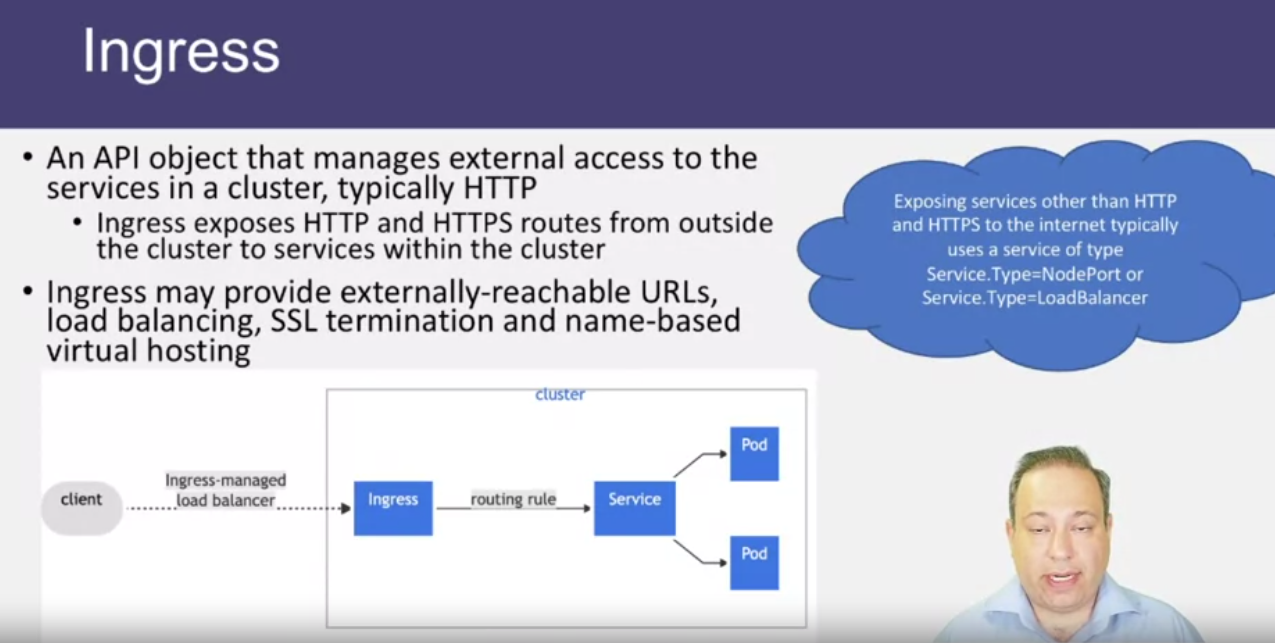 Ingress
• An API object that manages external access to the
services in a cluster, typically HTTP
• Ingress exposes HTTP and HTTPS routes from outside
the cluster to services within the cluster
• Ingress may provide externally-reachable URLs,
load balancing, SSL termination and name-based
virtual hosting
Exposing services other than HTTP
and HTTPS to the internet typically
uses a service of type
Service.Type=NodePort or
Service.Type=LoadBalancer
cluster
client
Ingress-managed
load balancer
Ingress
routing rule
Service
Pod
Pod